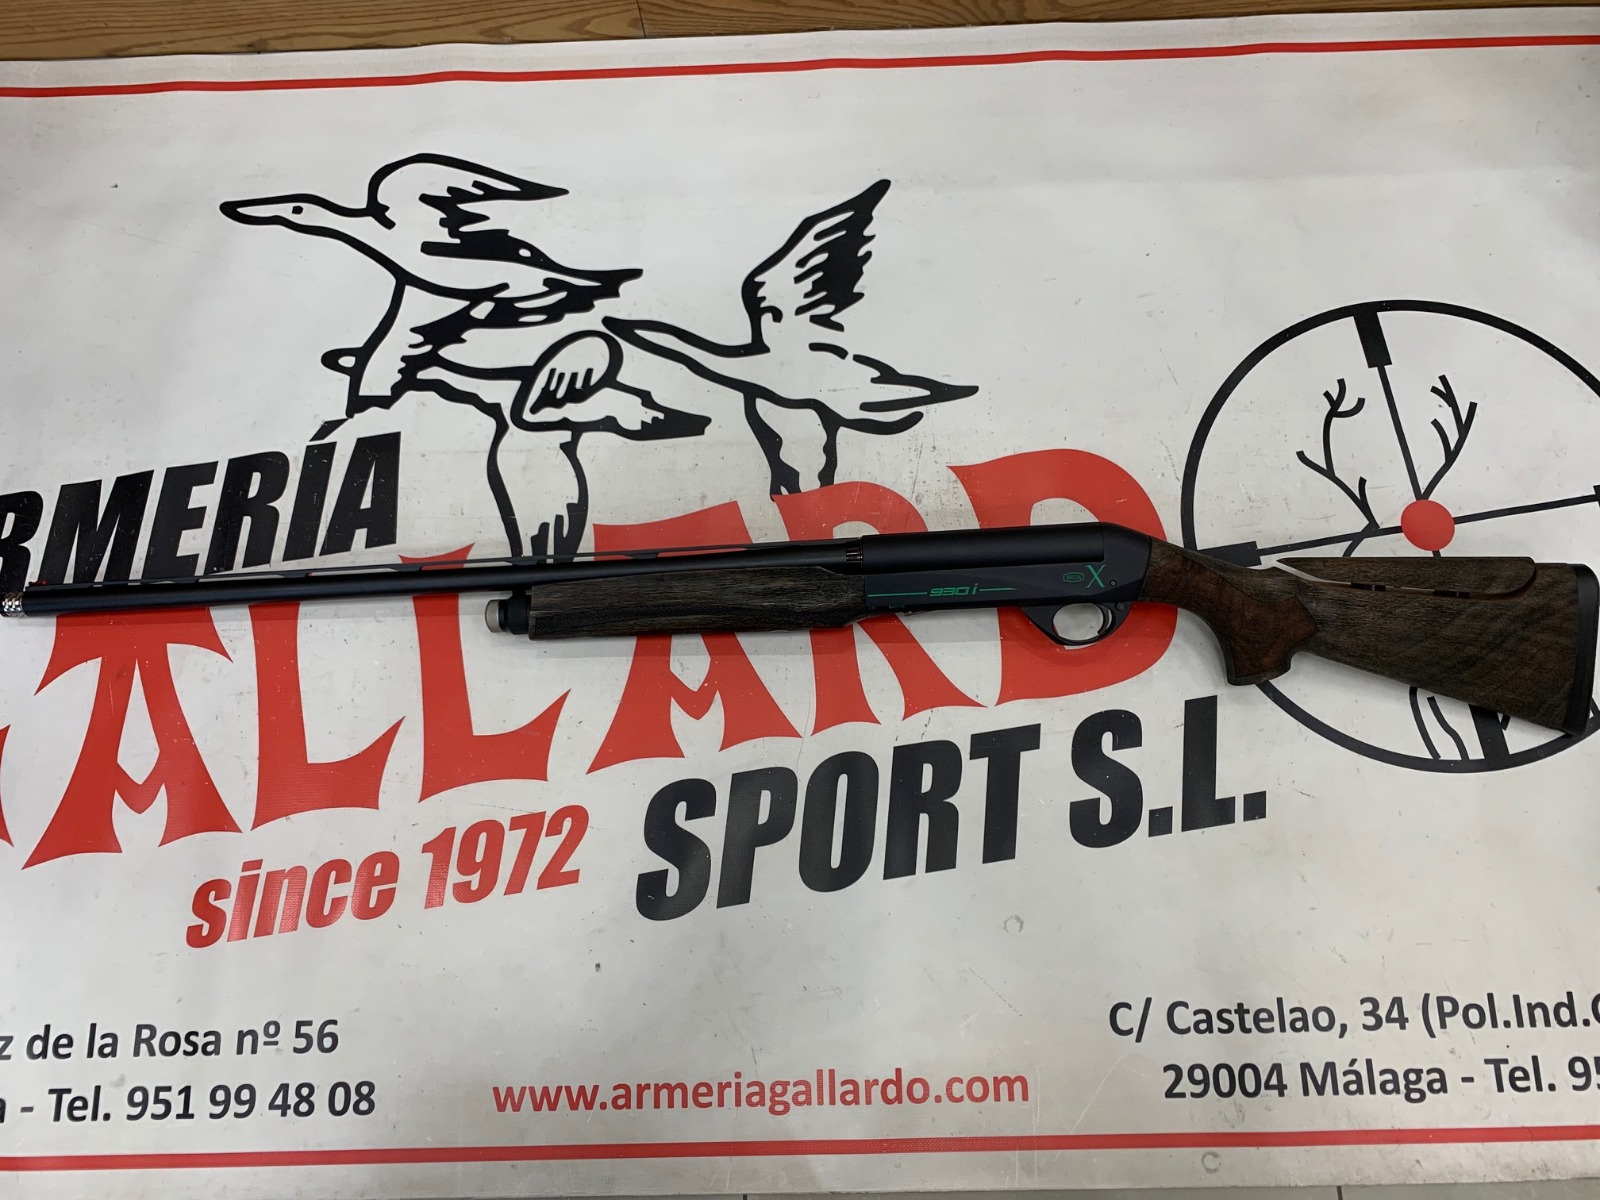 RMERÍA
ALLARDO
SPORT S.L.
since 1972
930 i
X
z de la Rosa nº 56
a - Tel. 951 99 48 08
www.armeriagallardo.com
C/ Castelao, 34 (Pol.Ind.G
29004 Málaga - Tel. 95